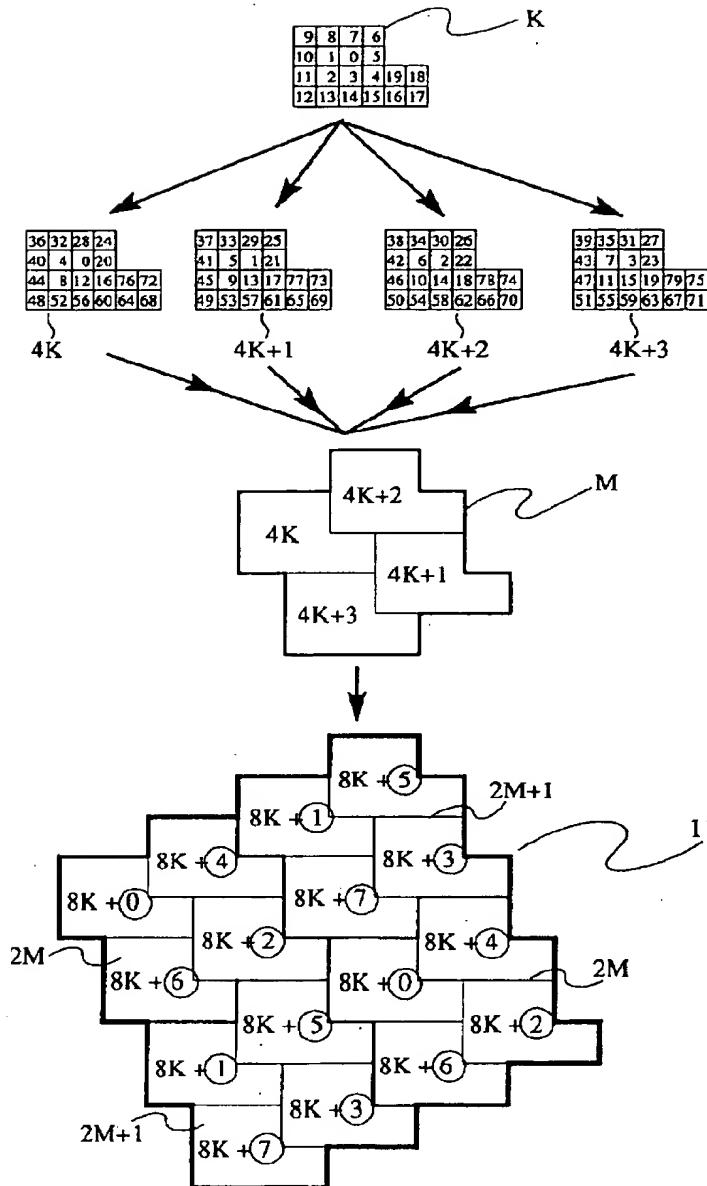 K
9 8 7 6
10 1 0 5
11 2 3 4 19 18
12 13 14 15 16 17
36 32 28 24
40 4 0 20
44 8 12 16 76 72
48 52 56 60 64 68
4K
37 33 29 25
41 5 1 21
45 9 13 17 77 73
49 53 57 61 65 69
4K+1
38 34 30 26
42 6 2 22
46 10 14 18 78 74
50 54 58 62 66 70
4K+2
39 35 31 27
43 7 3 23
47 11 15 19 79 75
51 55 59 63 67 71
4K+3
M
4K+2
4K
4K+1
4K+3
8K + 5
2M+1
8K + 1
1
8K + 4
8K + 3
8K + 0
8K + 7
8K + 2
8K + 4
2M
8K + 6
8K + 0
2M
8K + 5
8K + 2
8K + 1
8K + 6
2M+1
8K + 3
8K + 7